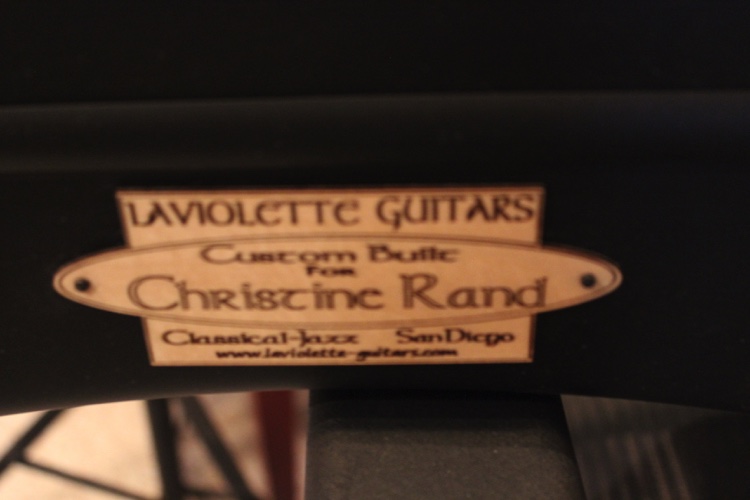 LAVIOLETTE GUITARS
Custom Built
FOR
Christine Rand
Classical-Jazz San Diego
www.laviolette-guitars.com